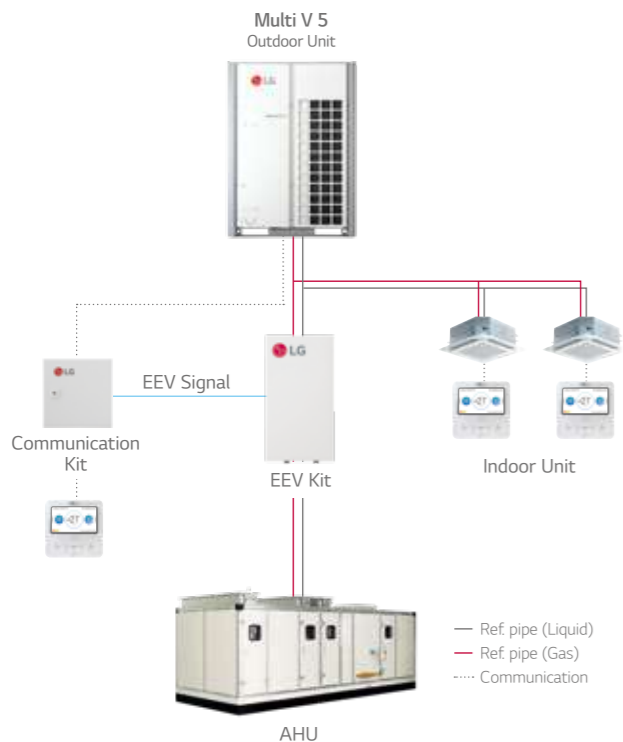 Multi V 5
Outdoor Unit
LG
LG
LG
EEV Signal
Communication
Kit
EEV Kit
Indoor Unit
Ref. pipe (Liquid)
Ref. pipe (Gas)
Communication
AHU